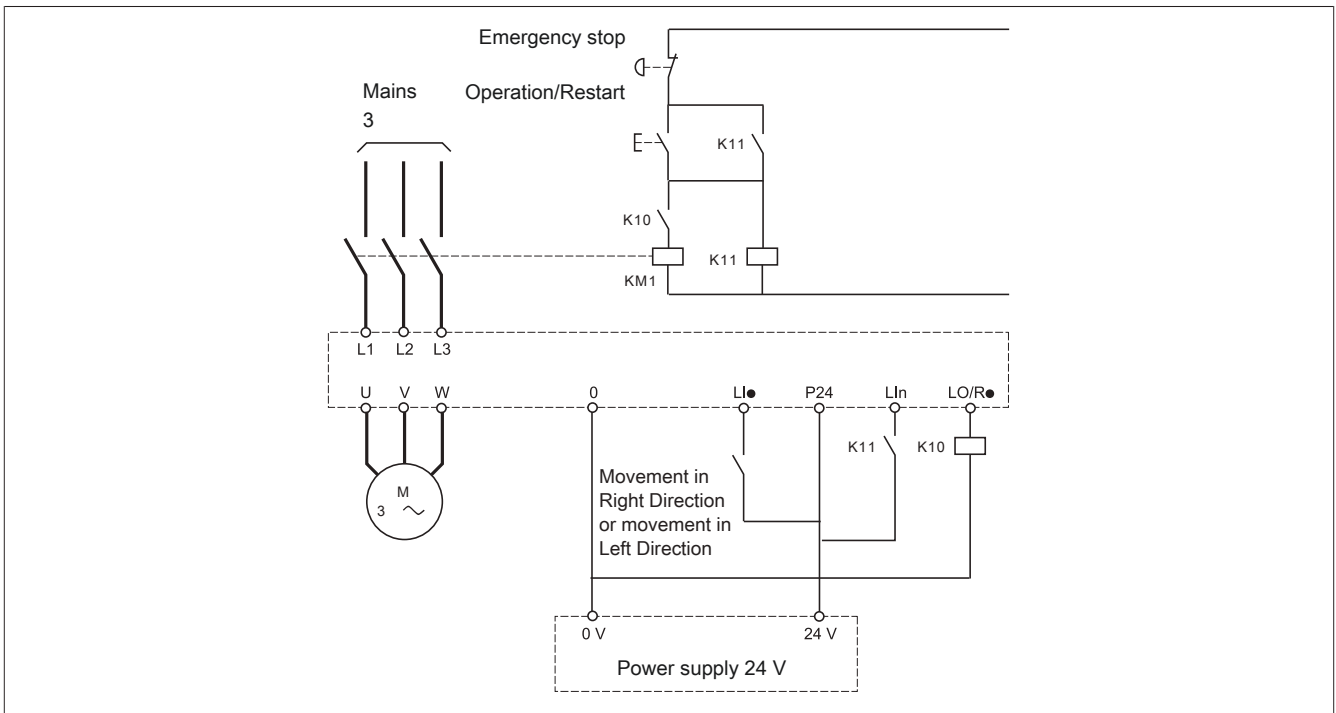 Emergency stop
Mains
3
Operation/Restart
K11
K10
K11
KM1
L1 L2 L3
U V W 0 LI● P24 LIn LO/R●
K11 K10
Movement in
Right Direction
or movement in
Left Direction
M
3
0 V 24 V
Power supply 24 V